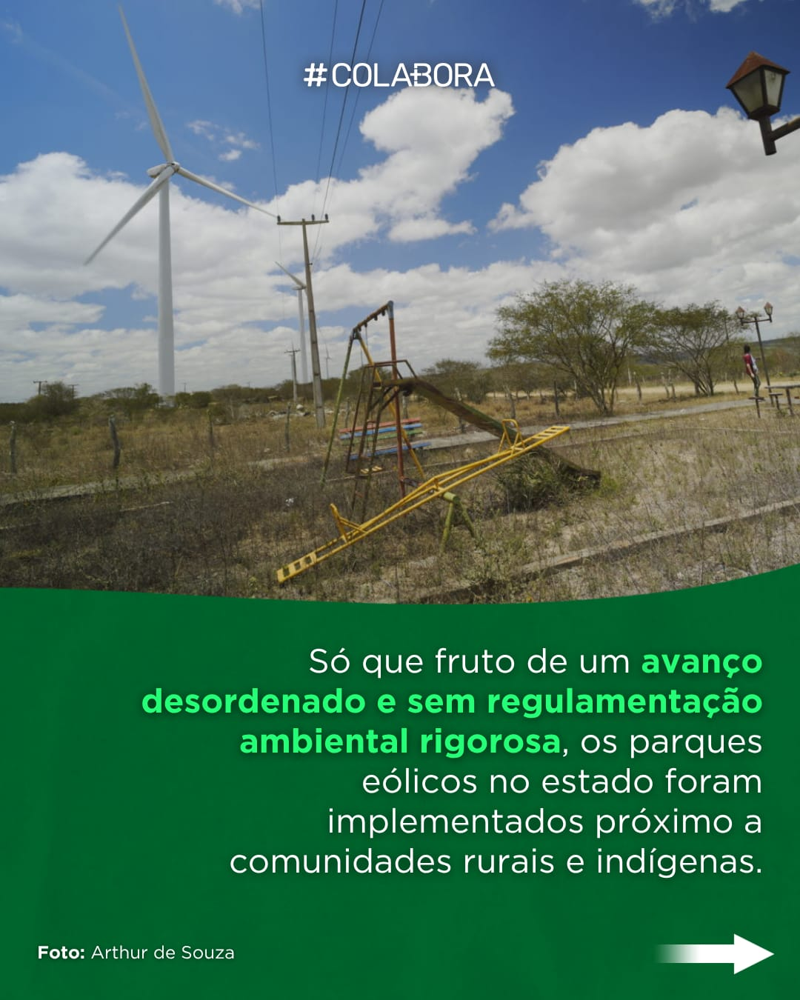 #COLABORA
Só que fruto de um avanço
desordenado e sem regulamentação
ambiental rigorosa, os parques
eólicos no estado foram
implementados próximo a
comunidades rurais e indígenas.
Foto: Arthur de Souza